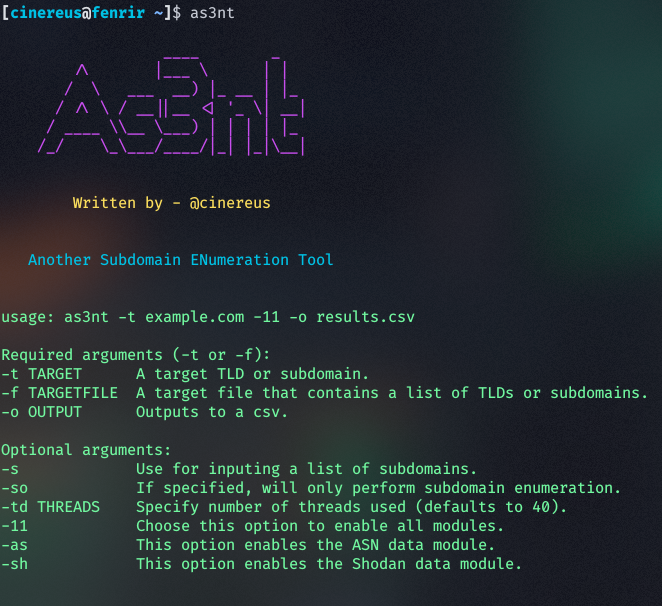 [cinereus@fenrir ~]$ as3nt
As3nt
Written by - @cinereus
Another Subdomain ENumeration Tool
usage: as3nt -t example.com -11 -o results.csv
Required arguments (-t or -f):
-t TARGET      A target TLD or subdomain.
-f TARGETFILE  A target file that contains a list of TLDs or subdomains.
-o OUTPUT      Outputs to a csv.
Optional arguments:
-s             Use for inputing a list of subdomains.
-so            If specified, will only perform subdomain enumeration.
-td THREADS    Specify number of threads used (defaults to 40).
-11            Choose this option to enable all modules.
-as            This option enables the ASN data module.
-sh            This option enables the Shodan data module.